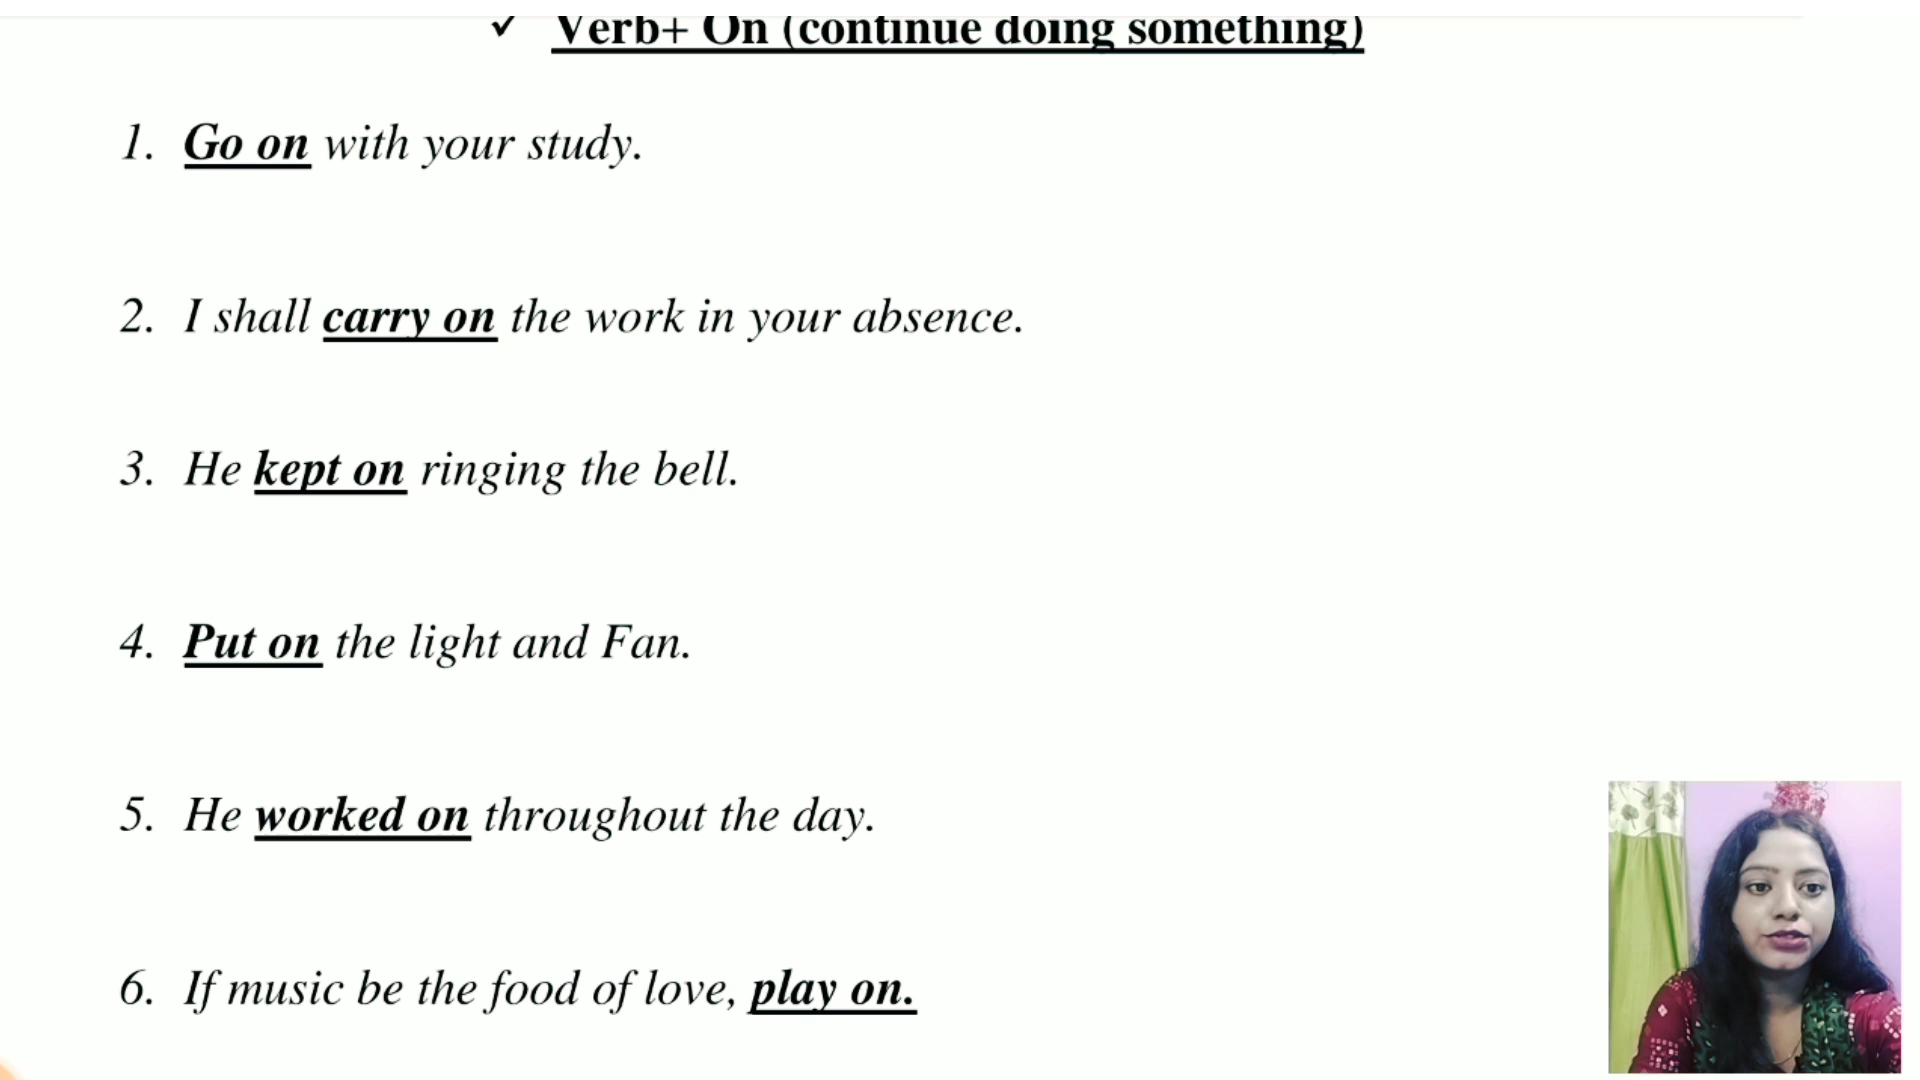 ✓ Verb+ On (continue doing something)
1. Go on with your study.
2. I shall carry on the work in your absence.
3. He kept on ringing the bell.
4. Put on the light and Fan.
5. He worked on throughout the day.
6. If music be the food of love, play on.